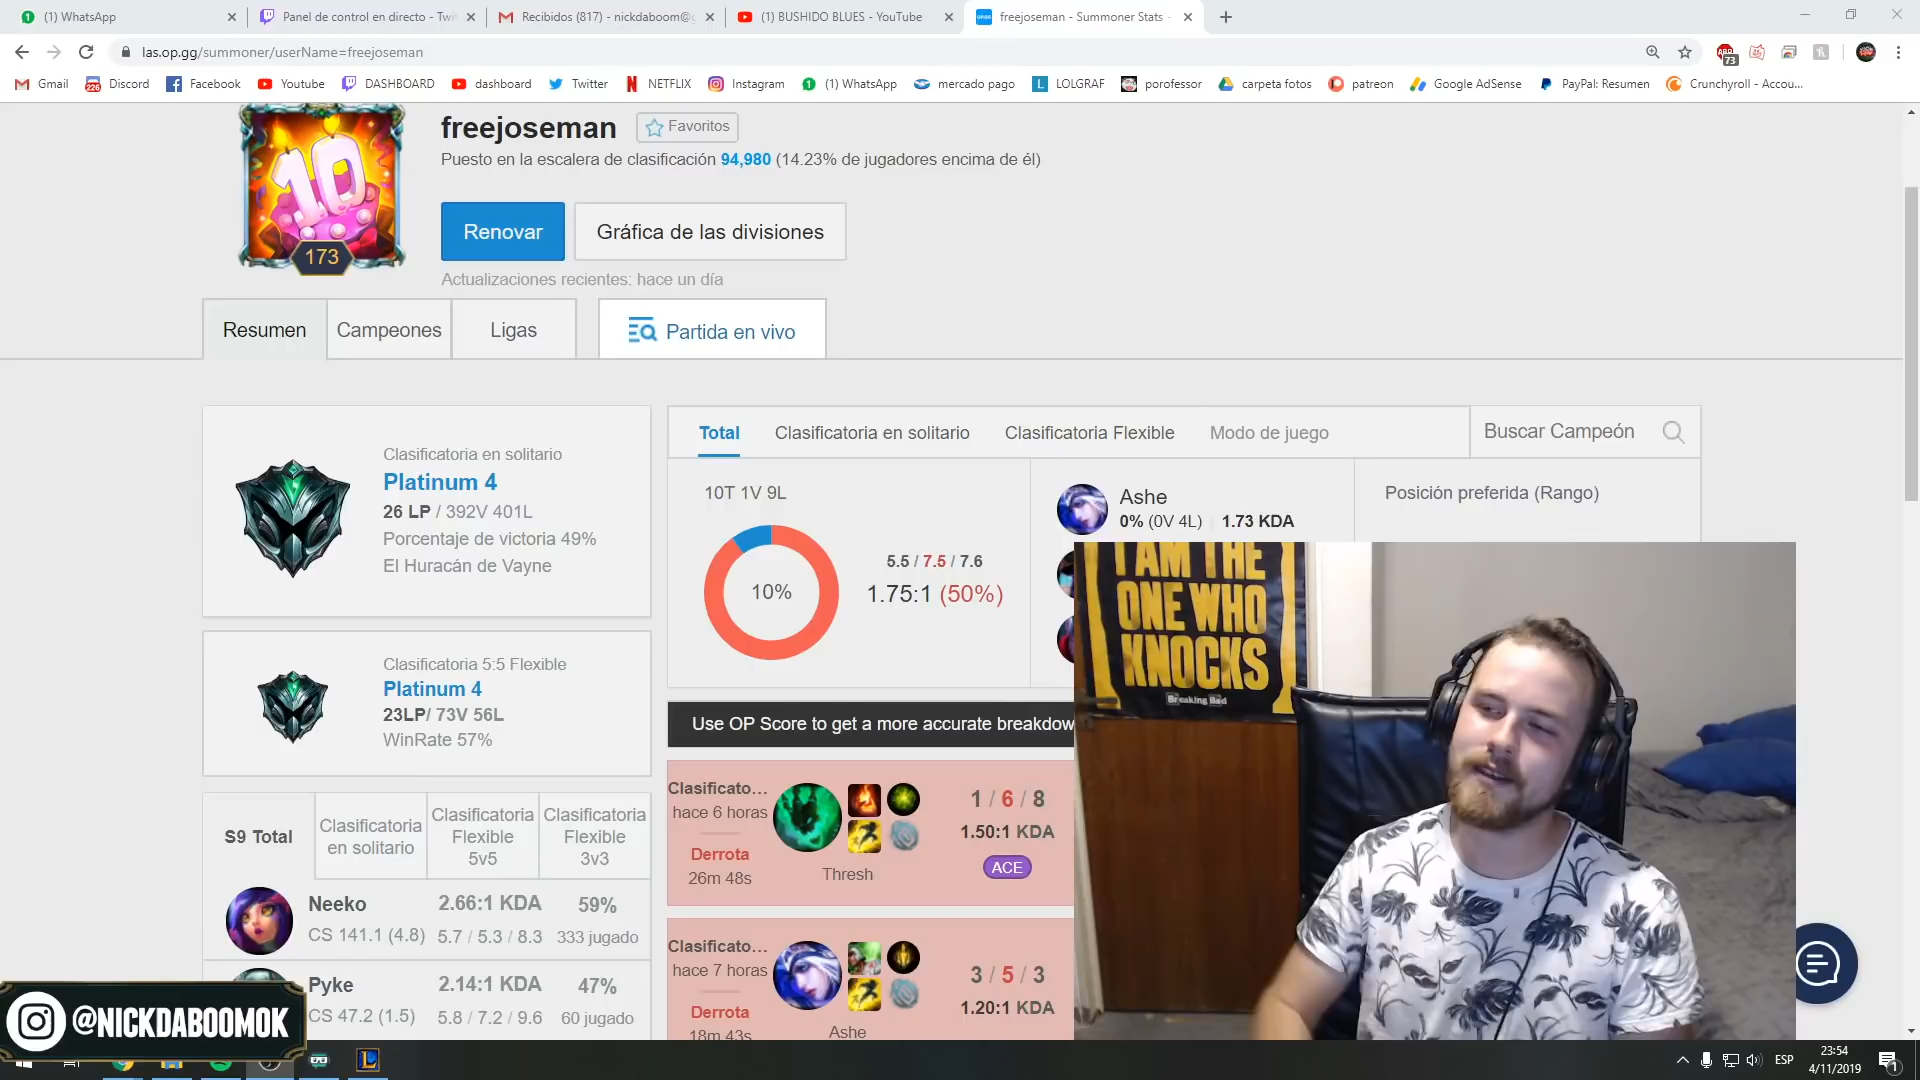 (1) WhatsApp
Panel de control en directo - Twit
Recibidos (817) - nickdaboom@g
(1) BUSHIDO BLUES - YouTube
freejoseman - Summoner Stats -
las.op.gg/summoner/userName=freejoseman
73
Gmail
226
Discord
Facebook
Youtube
DASHBOARD
dashboard
Twitter
NETFLIX
Instagram
(1) WhatsApp
mercado pago
LOLGRAF
porofessor
carpeta fotos
patreon
Google AdSense
PayPal: Resumen
Crunchyroll - Accou...
10
173
freejoseman
Favoritos
Puesto en la escalera de clasificación 94,980 (14.23% de jugadores encima de él)
Renovar
Gráfica de las divisiones
Actualizaciones recientes: hace un día
Resumen
Campeones
Ligas
Partida en vivo
Clasificatoria en solitario
Platinum 4
26 LP / 392V 401L
Porcentaje de victoria 49%
El Huracán de Vayne
Clasificatoria 5:5 Flexible
Platinum 4
23LP/ 73V 56L
WinRate 57%
S9 Total
Clasificatoria
en solitario
Clasificatoria
Flexible
5v5
Clasificatoria
Flexible
3v3
Neeko
CS 141.1 (4.8)
2.66:1 KDA
5.7 / 5.3 / 8.3
59%
333 jugado
Pyke
CS 47.2 (1.5)
2.14:1 KDA
5.8 / 7.2 / 9.6
47%
60 jugado
Total
Clasificatoria en solitario
Clasificatoria Flexible
Modo de juego
Buscar Campeón
10T 1V 9L
10%
5.5 / 7.5 / 7.6
1.75:1 (50%)
Ashe
0% (0V 4L)
1.73 KDA
Posición preferida (Rango)
Use OP Score to get a more accurate breakdow
Clasificato...
hace 6 horas
Derrota
26m 48s
Thresh
1 / 6 / 8
1.50:1 KDA
ACE
Clasificato...
hace 7 horas
Derrota
18m 43s
Ashe
3 / 5 / 3
1.20:1 KDA
I AM THE
ONE WHO
KNOCKS
Breaking Bad
@NICKDABOOMOK
ESP
23:54
4/11/2019
1